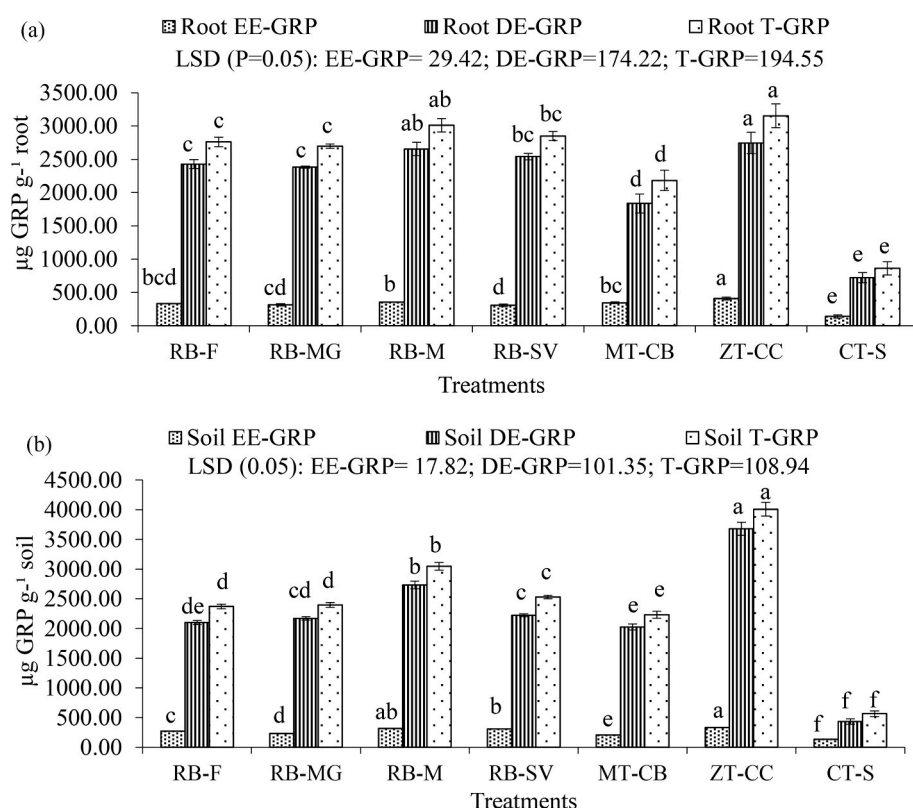 (a)
Root EE-GRP Root DE-GRP Root T-GRP
LSD (P=0.05): EE-GRP= 29.42; DE-GRP=174.22; T-GRP=194.55
µg GRP g-¹ root
3500.00
3000.00
2500.00
2000.00
1500.00
1000.00
500.00
0.00
bcd c c
cd c c
b ab ab
d bc bc
bc d d
a a a
e e e
RB-F RB-MG RB-M RB-SV MT-CB ZT-CC CT-S
Treatments
(b)
Soil EE-GRP Soil DE-GRP Soil T-GRP
LSD (0.05): EE-GRP= 17.82; DE-GRP=101.35; T-GRP=108.94
µg GRP g-¹ soil
4500.00
4000.00
3500.00
3000.00
2500.00
2000.00
1500.00
1000.00
500.00
0.00
c de d
d cd d
ab b b
b c c
e e e
a a a
f f f
RB-F RB-MG RB-M RB-SV MT-CB ZT-CC CT-S
Treatments